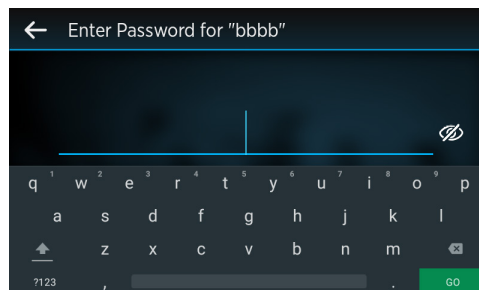 Enter Password for "bbbb"
1 2 3 4 5 6 7 8 9
q w e r t y u i o p
a s d f g h j k l
z x c v b n m
?123 , . GO